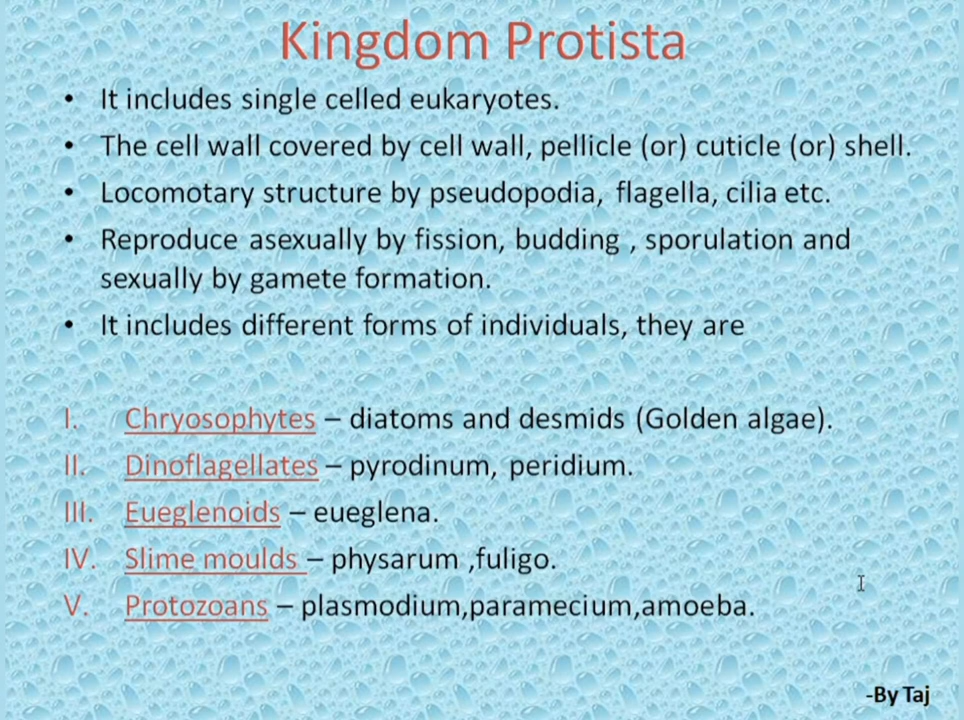 Kingdom Protista
• It includes single celled eukaryotes.
• The cell wall covered by cell wall, pellicle (or) cuticle (or) shell.
• Locomotary structure by pseudopodia, flagella, cilia etc.
• Reproduce asexually by fission, budding , sporulation and
sexually by gamete formation.
• It includes different forms of individuals, they are
I. Chryosophytes – diatoms and desmids (Golden algae).
II. Dinoflagellates – pyrodinum, peridium.
III. Eueglenoids – eueglena.
IV. Slime moulds – physarum ,fuligo.
V. Protozoans – plasmodium,paramecium,amoeba.
-By Taj